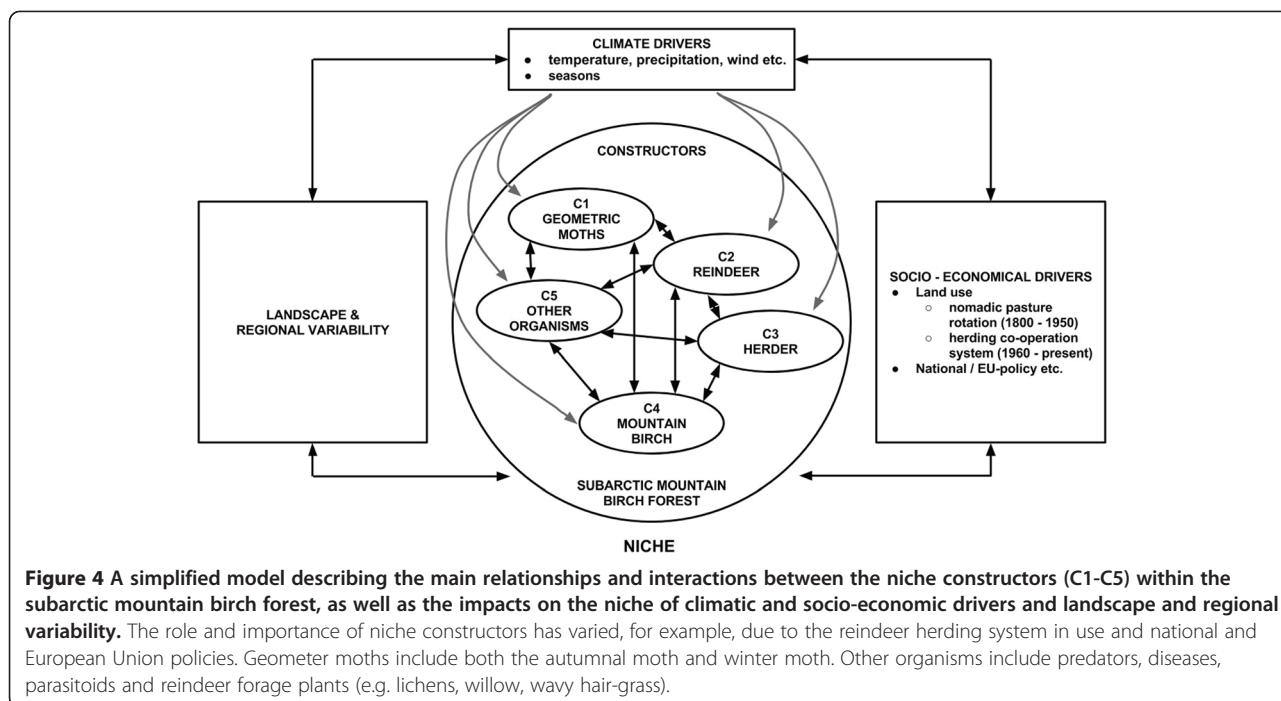 CLIMATE DRIVERS
● temperature, precipitation, wind etc.
● seasons
CONSTRUCTORS
C1
GEOMETRIC
MOTHS
C2
REINDEER
C5
OTHER
ORGANISMS
C3
HERDER
C4
MOUNTAIN
BIRCH
SUBARCTIC MOUNTAIN
BIRCH FOREST
LANDSCAPE &
REGIONAL VARIABILITY
SOCIO - ECONOMICAL DRIVERS
● Land use
○ nomadic pasture
rotation (1800 - 1950)
○ herding co-operation
system (1960 - present)
● National / EU-policy etc.
NICHE
Figure 4 A simplified model describing the main relationships and interactions between the niche constructors (C1-C5) within the
subarctic mountain birch forest, as well as the impacts on the niche of climatic and socio-economic drivers and landscape and regional
variability. The role and importance of niche constructors has varied, for example, due to the reindeer herding system in use and national and
European Union policies. Geometer moths include both the autumnal moth and winter moth. Other organisms include predators, diseases,
parasitoids and reindeer forage plants (e.g. lichens, willow, wavy hair-grass).